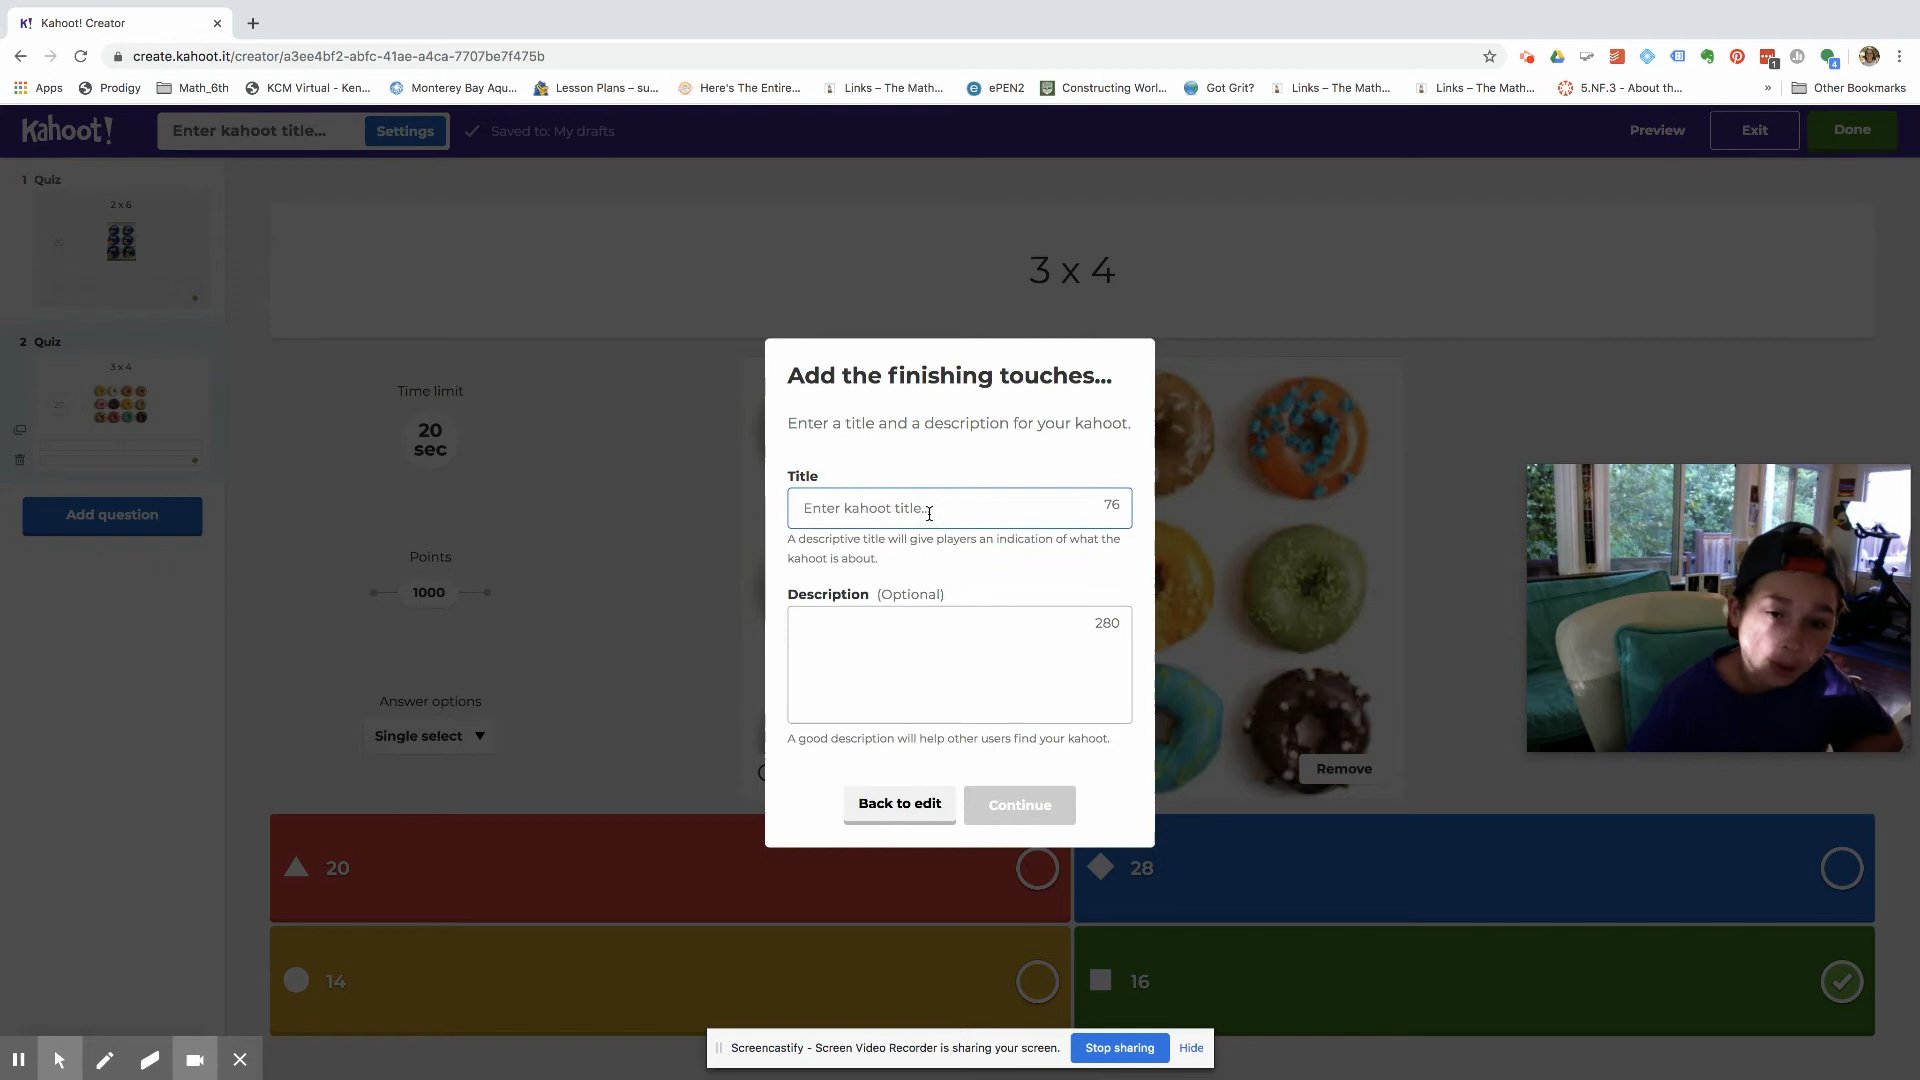 K! Kahoot! Creator
create.kahoot.it/creator/a3ee4bf2-abfc-41ae-a4ca-7707be7f475b
1
4
Apps
Prodigy
Math_6th
KCM Virtual - Ken...
Monterey Bay Aqu...
Lesson Plans – su...
Here's The Entire...
Links – The Math...
ePEN2
Constructing Worl...
Got Grit?
Links – The Math...
Links – The Math...
5.NF.3 - About th...
»
Other Bookmarks
Kahoot!
Enter kahoot title...
Settings
Saved to: My drafts
Preview
Exit
Done
1 Quiz
2 x 6
20
2 Quiz
3 x 4
20
Add question
3 x 4
Time limit
20
sec
Points
1000
Answer options
Single select
Add the finishing touches...
Enter a title and a description for your kahoot.
Title
Enter kahoot title...
76
A descriptive title will give players an indication of what the
kahoot is about.
Description (Optional)
280
A good description will help other users find your kahoot.
Back to edit
Continue
Remove
20
28
14
16
Screencastify - Screen Video Recorder is sharing your screen.
Stop sharing
Hide